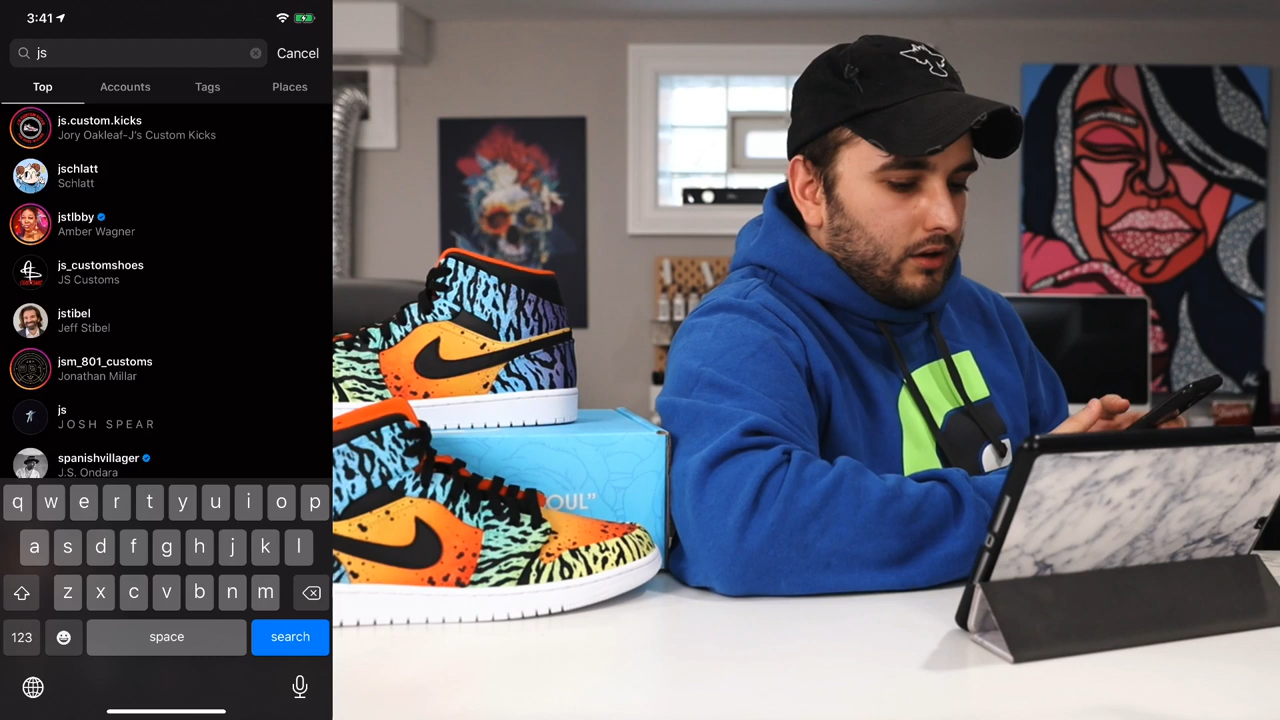 3:41
js
Cancel
Top
Accounts
Tags
Places
js.custom.kicks
Jory Oakleaf-J's Custom Kicks
jschlatt
Schlatt
jstlbby
Amber Wagner
js_customshoes
JS Customs
jstibel
Jeff Stibel
jsm_801_customs
Jonathan Millar
js
JOSH SPEAR
spanishvillager
J.S. Ondara
q w e r t y u i o p
a s d f g h j k l
z x c v b n m
123
space
search
OUL"